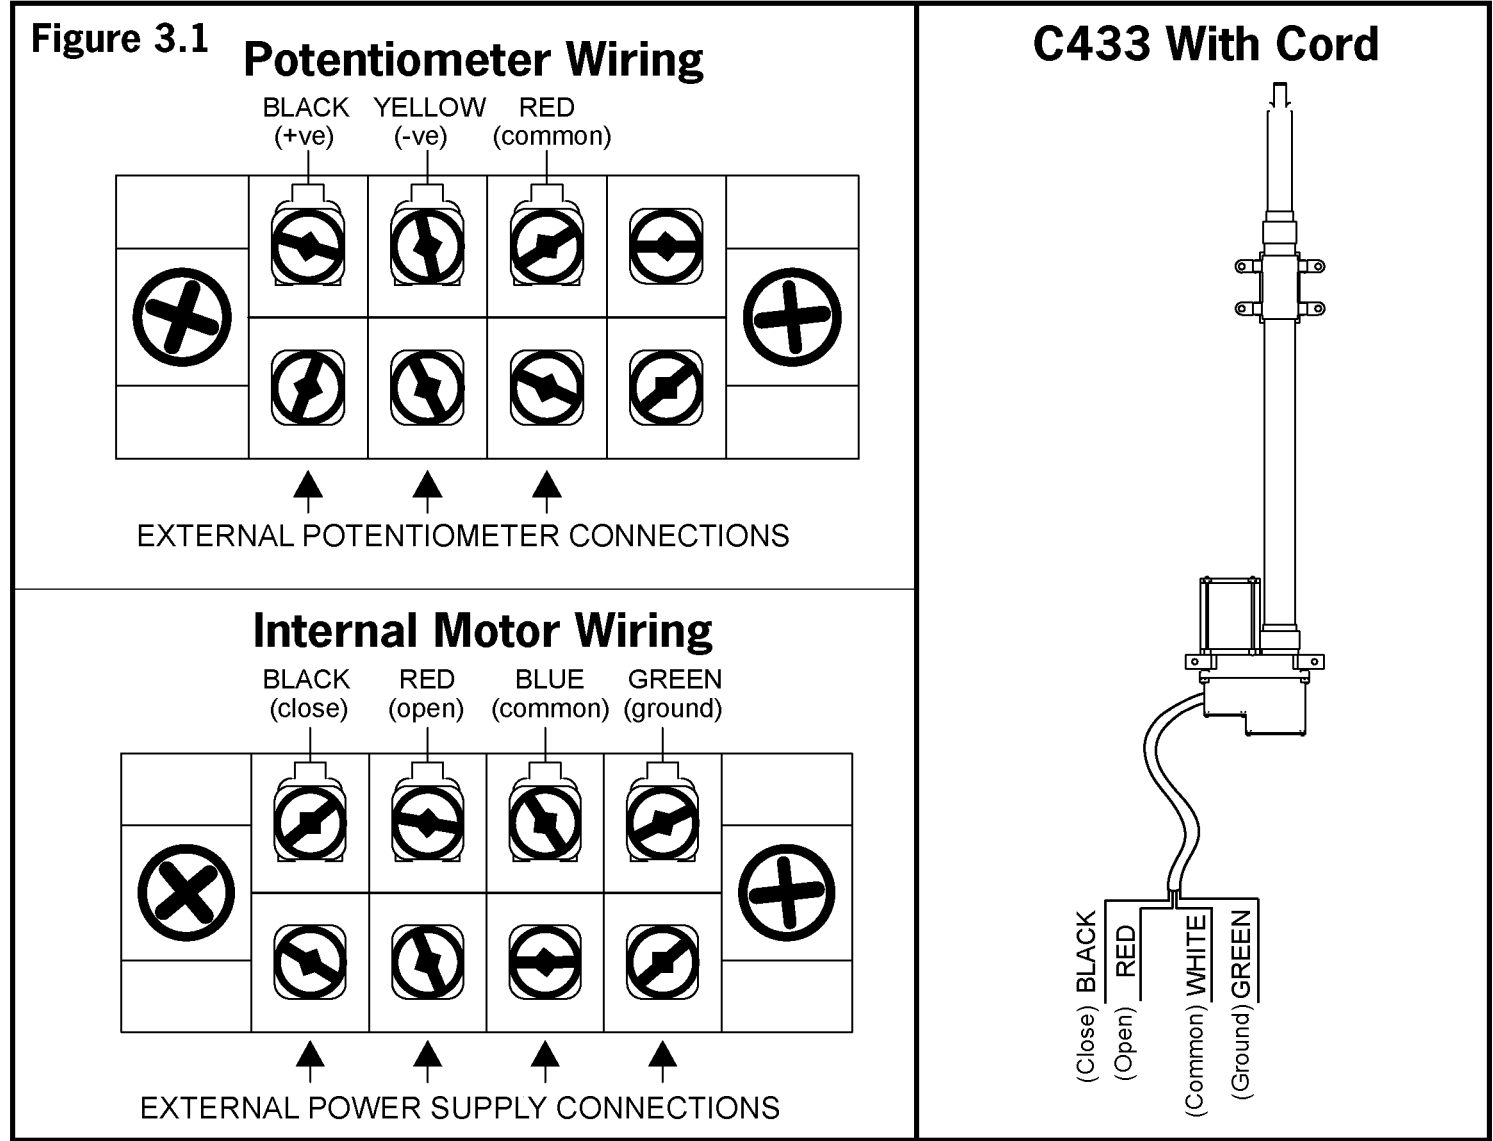 Figure 3.1
Potentiometer Wiring
BLACK YELLOW RED
(+ve) (-ve) (common)
EXTERNAL POTENTIOMETER CONNECTIONS
Internal Motor Wiring
BLACK RED BLUE GREEN
(close) (open) (common) (ground)
EXTERNAL POWER SUPPLY CONNECTIONS
C433 With Cord
(Close) BLACK
(Open) RED
(Common) WHITE
(Ground) GREEN